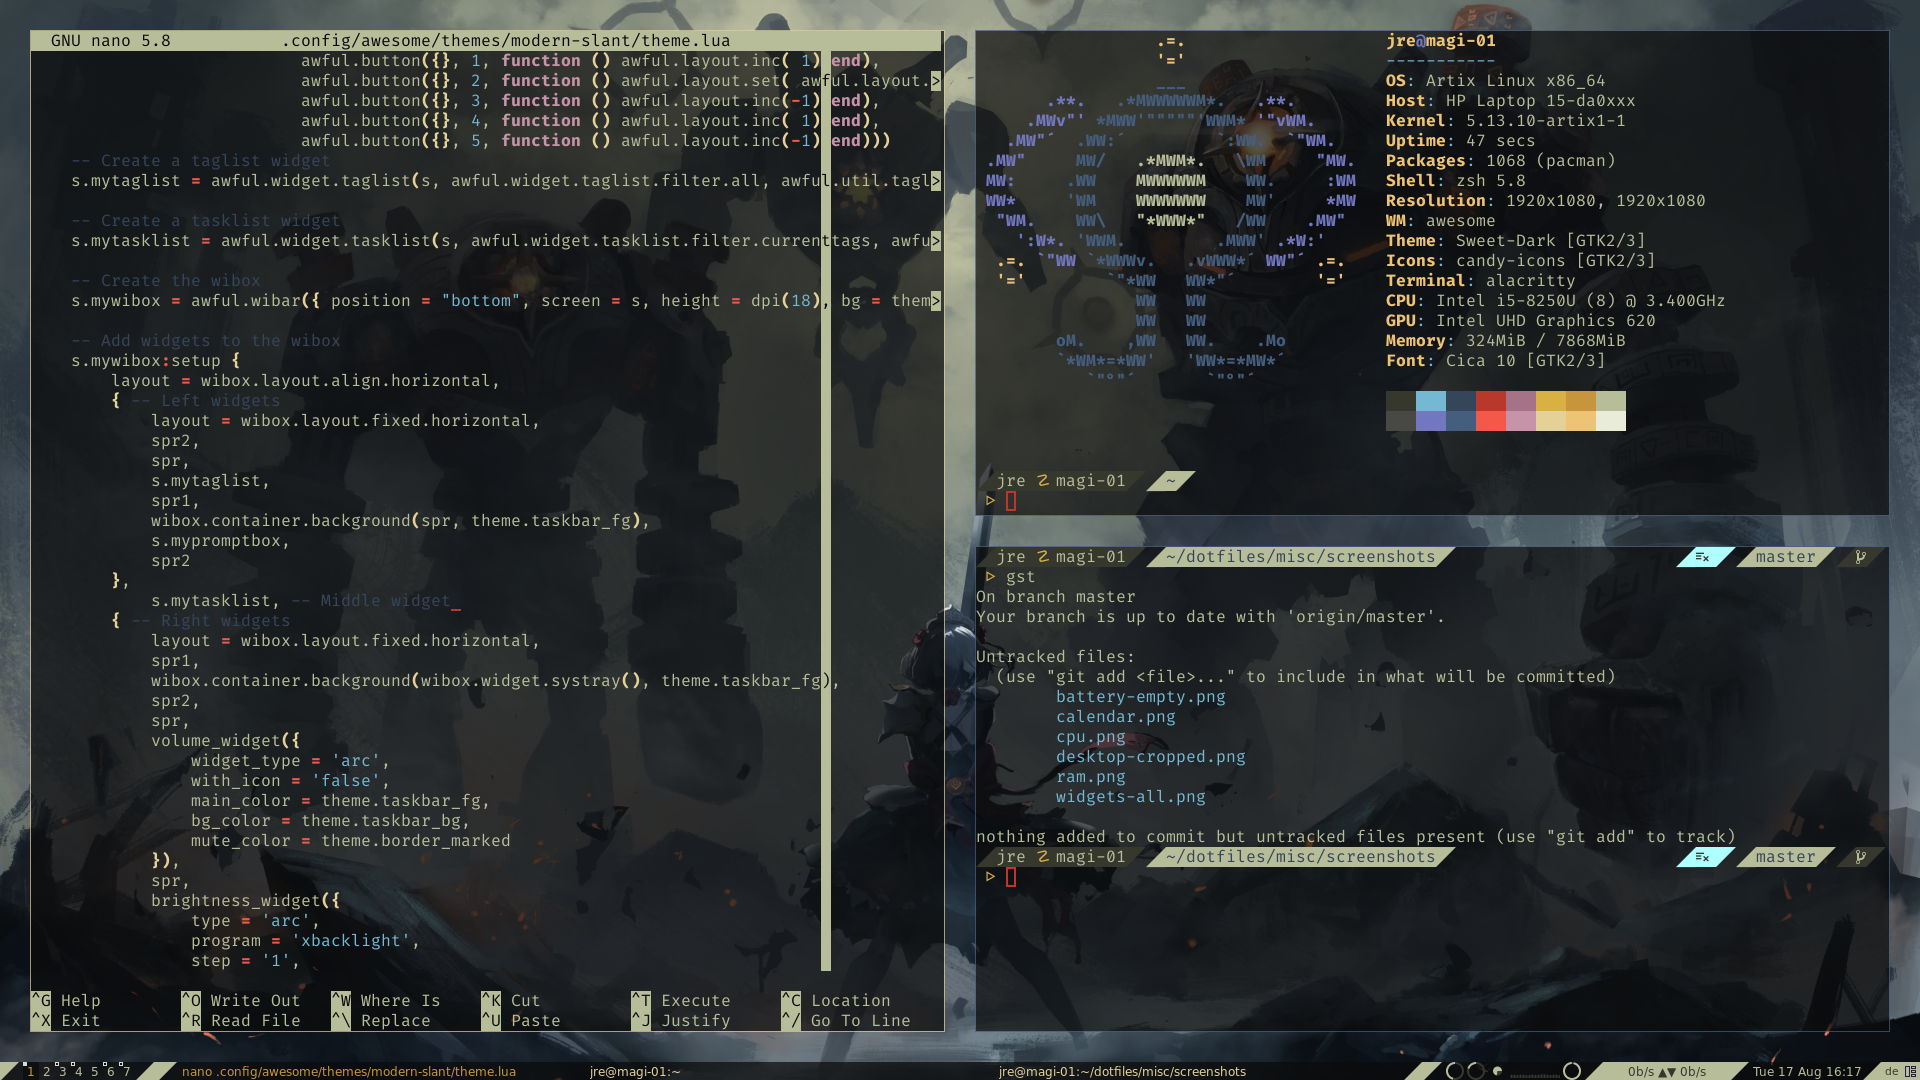 GNU nano 5.8 .config/awesome/themes/modern-slant/theme.lua
awful.button({}, 1, function () awful.layout.inc( 1) end),
awful.button({}, 2, function () awful.layout.set( awful.layout.>
awful.button({}, 3, function () awful.layout.inc(-1) end),
awful.button({}, 4, function () awful.layout.inc( 1) end),
awful.button({}, 5, function () awful.layout.inc(-1) end)))
-- Create a taglist widget
s.mytaglist = awful.widget.taglist(s, awful.widget.taglist.filter.all, awful.util.tagl>
-- Create a tasklist widget
s.mytasklist = awful.widget.tasklist(s, awful.widget.tasklist.filter.currenttags, awfu>
-- Create the wibox
s.mywibox = awful.wibar({ position = "bottom", screen = s, height = dpi(18), bg = them>
-- Add widgets to the wibox
s.mywibox:setup {
layout = wibox.layout.align.horizontal,
{ -- Left widgets
layout = wibox.layout.fixed.horizontal,
spr2,
spr,
s.mytaglist,
spr1,
wibox.container.background(spr, theme.taskbar_fg),
s.mypromptbox,
spr2
},
s.mytasklist, -- Middle widget_
{ -- Right widgets
layout = wibox.layout.fixed.horizontal,
spr1,
wibox.container.background(wibox.widget.systray(), theme.taskbar_fg),
spr2,
spr,
volume_widget({
widget_type = 'arc',
with_icon = 'false',
main_color = theme.taskbar_fg,
bg_color = theme.taskbar_bg,
mute_color = theme.border_marked
}),
spr,
brightness_widget({
type = 'arc',
program = 'xbacklight',
step = '1',
^G Help ^O Write Out ^W Where Is ^K Cut ^T Execute ^C Location
^X Exit ^R Read File ^\ Replace ^U Paste ^J Justify ^/ Go To Line
jre@magi-01
-----------
OS: Artix Linux x86_64
Host: HP Laptop 15-da0xxx
Kernel: 5.13.10-artix1-1
Uptime: 47 secs
Packages: 1068 (pacman)
Shell: zsh 5.8
Resolution: 1920x1080, 1920x1080
WM: awesome
Theme: Sweet-Dark [GTK2/3]
Icons: candy-icons [GTK2/3]
Terminal: alacritty
CPU: Intel i5-8250U (8) @ 3.400GHz
GPU: Intel UHD Graphics 620
Memory: 324MiB / 7868MiB
Font: Cica 10 [GTK2/3]
jre magi-01 ~
jre magi-01 ~/dotfiles/misc/screenshots master
gst
On branch master
Your branch is up to date with 'origin/master'.
Untracked files:
(use "git add <file>..." to include in what will be committed)
battery-empty.png
calendar.png
cpu.png
desktop-cropped.png
ram.png
widgets-all.png
nothing added to commit but untracked files present (use "git add" to track)
jre magi-01 ~/dotfiles/misc/screenshots master
1 2 3 4 5 6 7 nano .config/awesome/themes/modern-slant/theme.lua jre@magi-01:~ jre@magi-01:~/dotfiles/misc/screenshots 0b/s ▲▼ 0b/s Tue 17 Aug 16:17 de